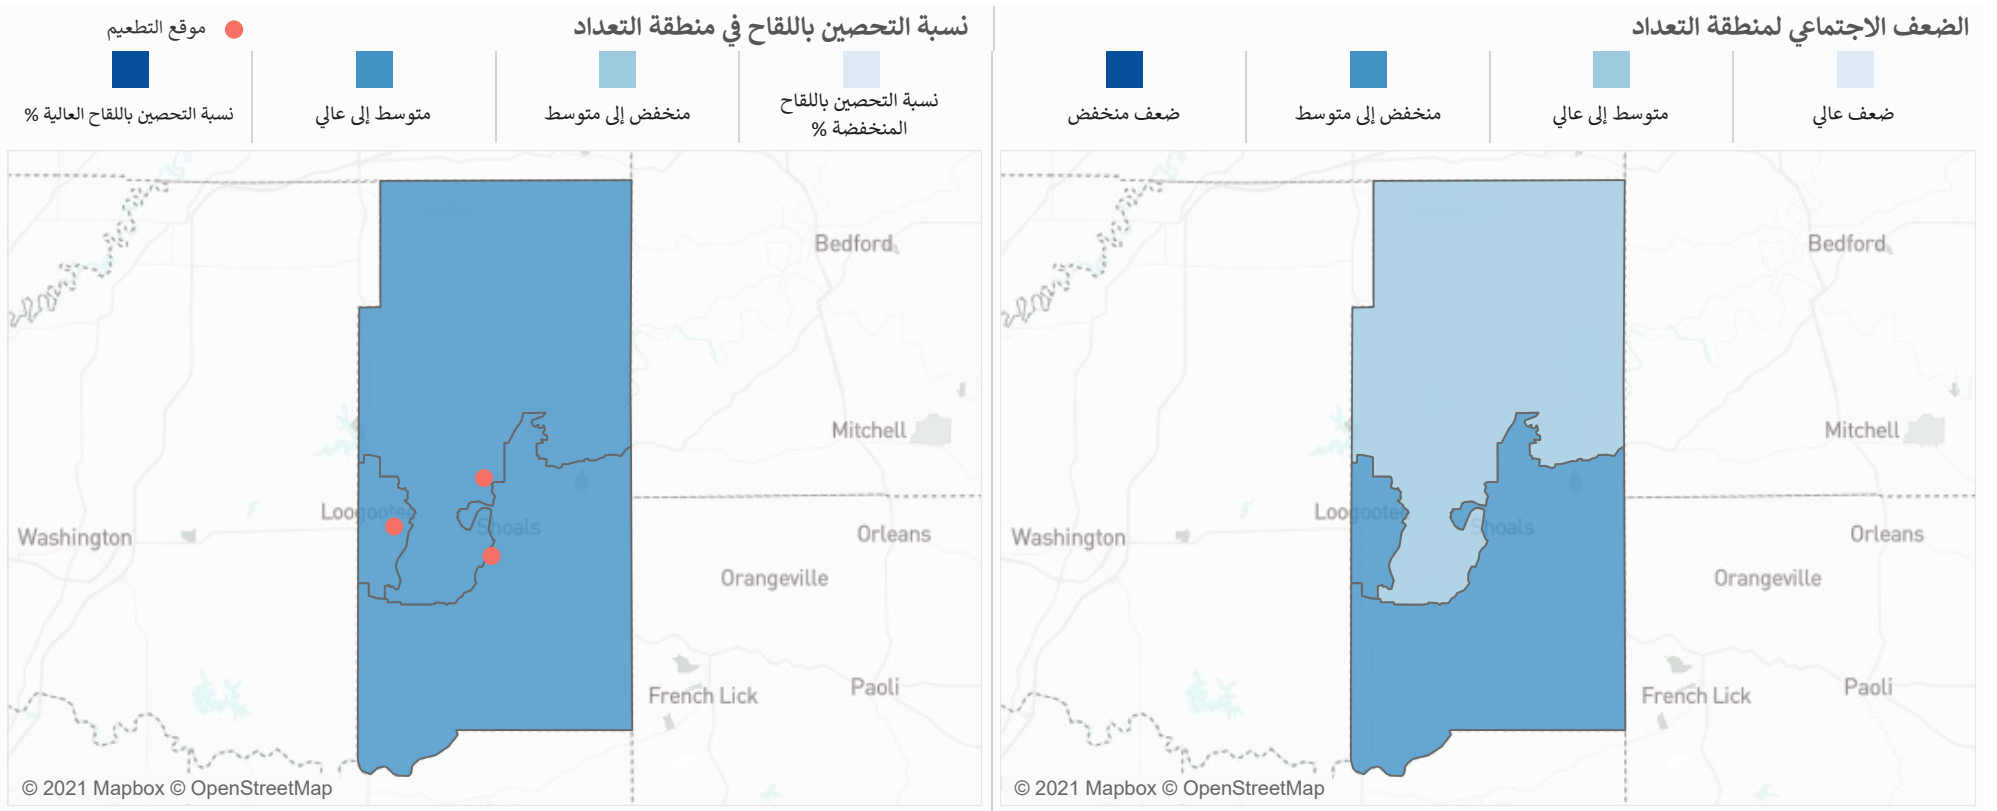 الضعف الاجتماعي لمنطقة التعداد
ضعف عالي
متوسط إلى عالي
منخفض إلى متوسط
ضعف منخفض
Bedford
Mitchell
Loogootee
Shoals
Washington
Orleans
Orangeville
French Lick
Paoli
© 2021 Mapbox © OpenStreetMap
نسبة التحصين باللقاح في منطقة التعداد
موقع التطعيم
نسبة التحصين باللقاح
المنخفضة %
منخفض إلى متوسط
متوسط إلى عالي
نسبة التحصين باللقاح العالية %
Bedford
Mitchell
Loogootee
Shoals
Washington
Orleans
Orangeville
French Lick
Paoli
© 2021 Mapbox © OpenStreetMap